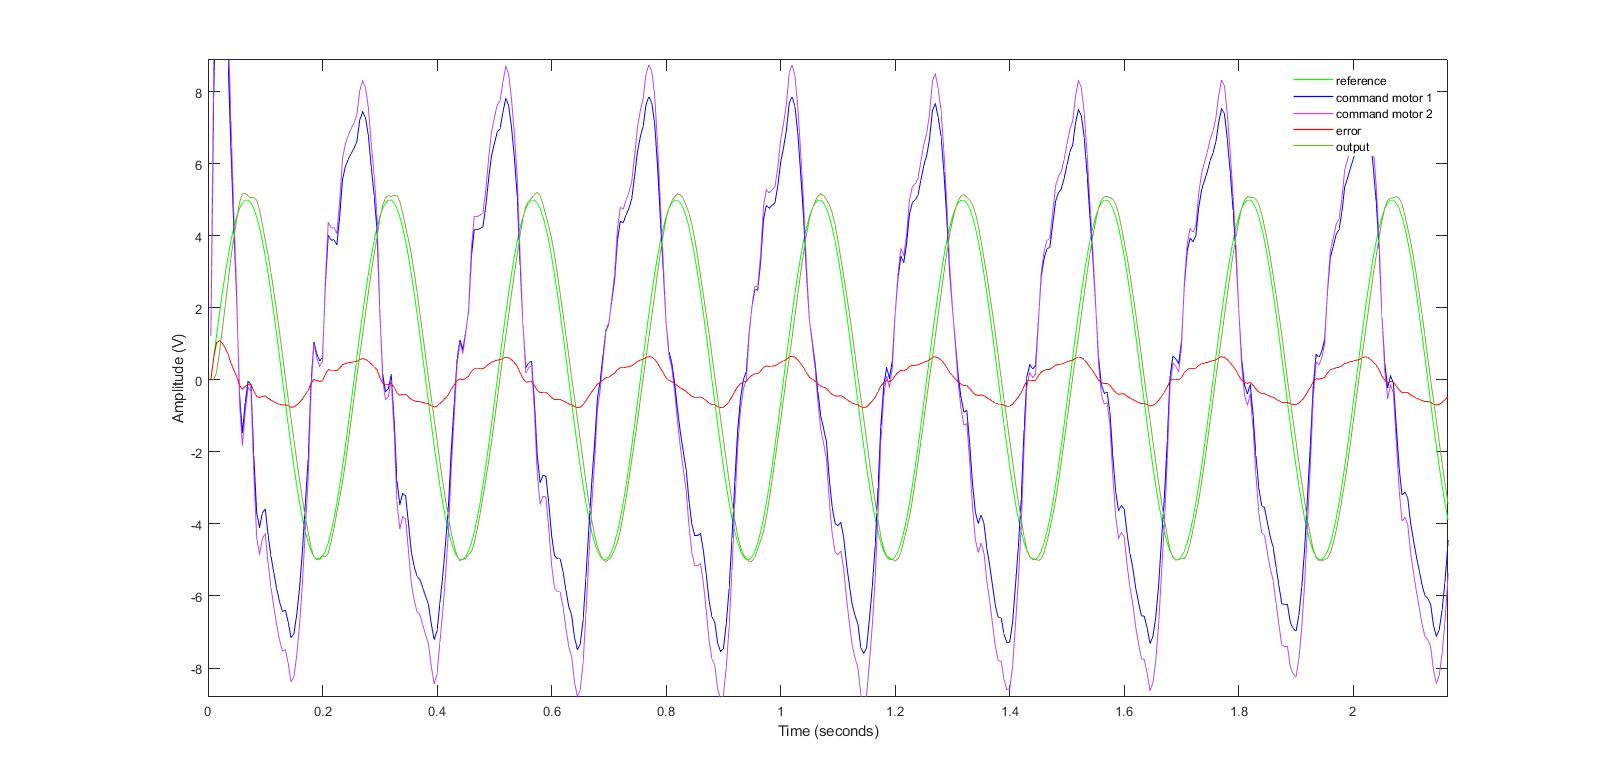 8
6
4
2
0
-2
-4
-6
-8
Amplitude (V)
reference
command motor 1
command motor 2
error
output
0 0.2 0.4 0.6 0.8 1 1.2 1.4 1.6 1.8 2
Time (seconds)